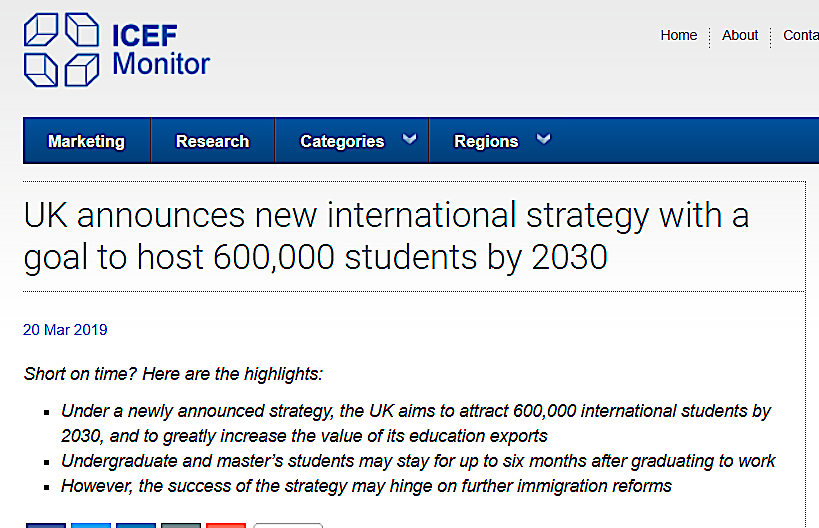 ICEF
Monitor
Home
About
Conta
Marketing
Research
Categories
Regions
UK announces new international strategy with a
goal to host 600,000 students by 2030
20 Mar 2019
Short on time? Here are the highlights:
Under a newly announced strategy, the UK aims to attract 600,000 international students by
2030, and to greatly increase the value of its education exports
Undergraduate and master's students may stay for up to six months after graduating to work
However, the success of the strategy may hinge on further immigration reforms